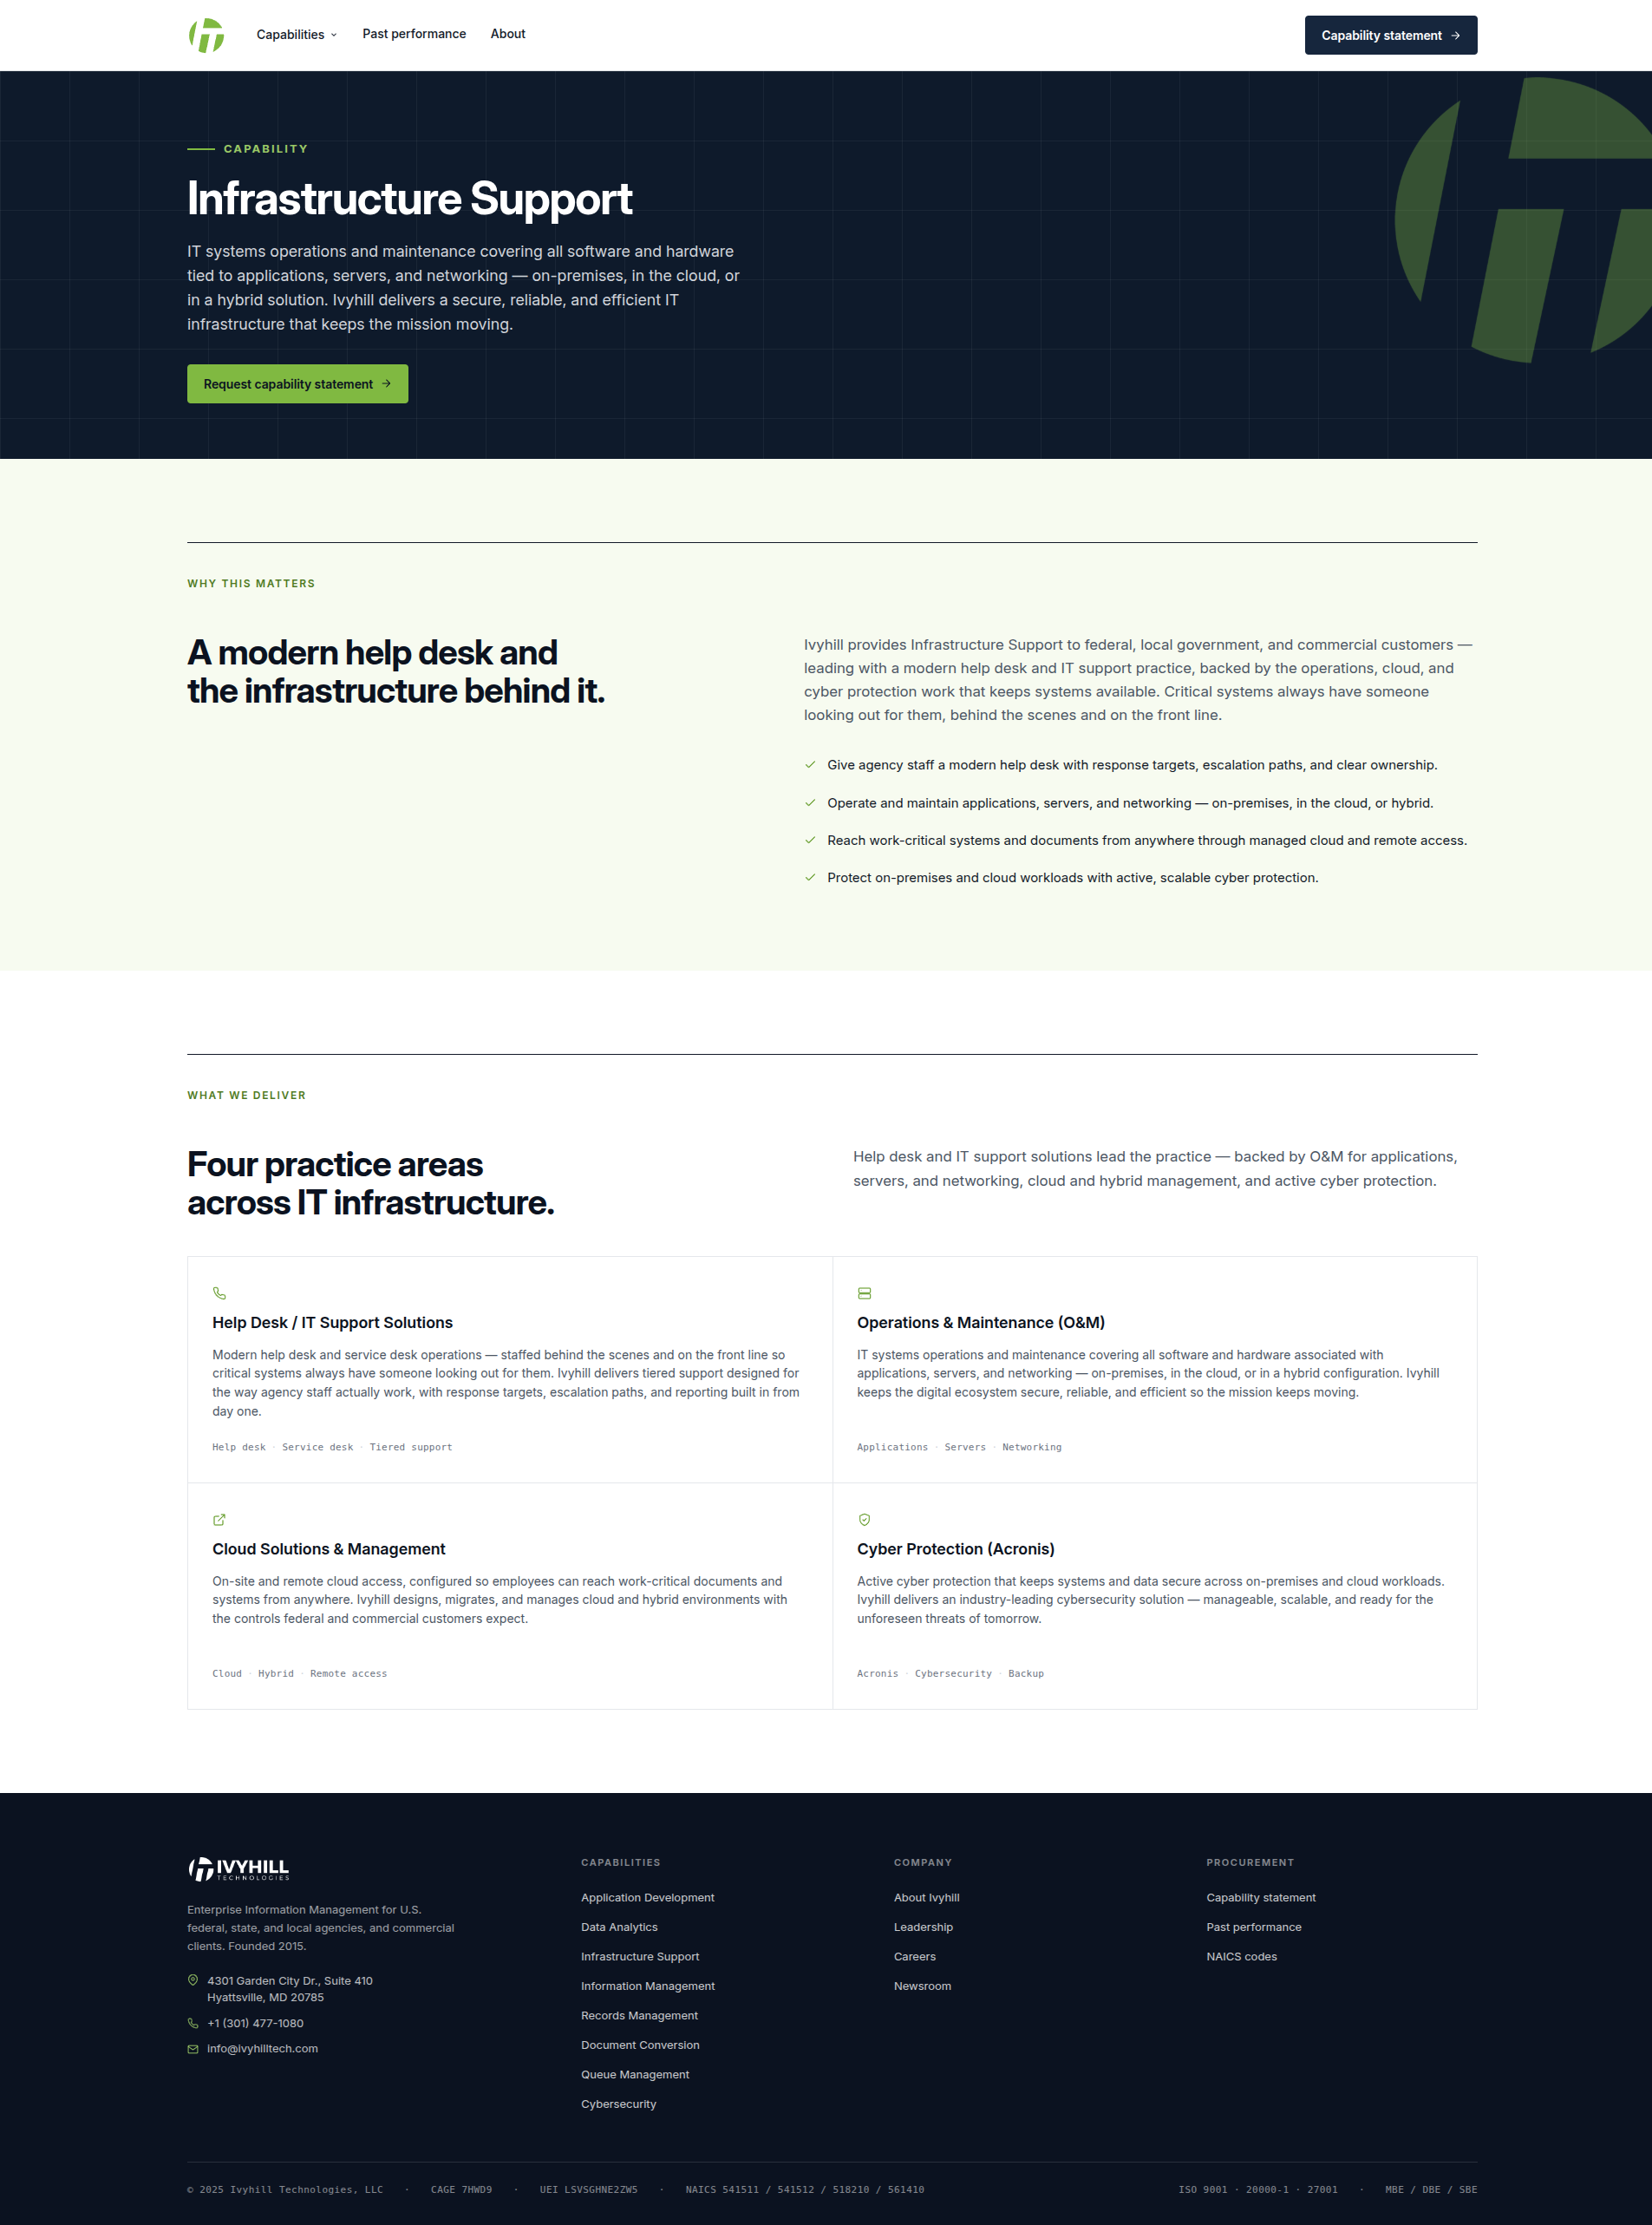 Capabilities
Past performance
About
Capability statement
CAPABILITY
Infrastructure Support
IT systems operations and maintenance covering all software and hardware
tied to applications, servers, and networking — on-premises, in the cloud, or
in a hybrid solution. Ivyhill delivers a secure, reliable, and efficient IT
infrastructure that keeps the mission moving.
Request capability statement
WHY THIS MATTERS
A modern help desk and
the infrastructure behind it.
Ivyhill provides Infrastructure Support to federal, local government, and commercial customers —
leading with a modern help desk and IT support practice, backed by the operations, cloud, and
cyber protection work that keeps systems available. Critical systems always have someone
looking out for them, behind the scenes and on the front line.
Give agency staff a modern help desk with response targets, escalation paths, and clear ownership.
Operate and maintain applications, servers, and networking — on-premises, in the cloud, or hybrid.
Reach work-critical systems and documents from anywhere through managed cloud and remote access.
Protect on-premises and cloud workloads with active, scalable cyber protection.
WHAT WE DELIVER
Four practice areas
across IT infrastructure.
Help desk and IT support solutions lead the practice — backed by O&M for applications,
servers, and networking, cloud and hybrid management, and active cyber protection.
Help Desk / IT Support Solutions
Modern help desk and service desk operations — staffed behind the scenes and on the front line so
critical systems always have someone looking out for them. Ivyhill delivers tiered support designed for
the way agency staff actually work, with response targets, escalation paths, and reporting built in from
day one.
Help desk · Service desk · Tiered support
Operations & Maintenance (O&M)
IT systems operations and maintenance covering all software and hardware associated with
applications, servers, and networking — on-premises, in the cloud, or in a hybrid configuration. Ivyhill
keeps the digital ecosystem secure, reliable, and efficient so the mission keeps moving.
Applications · Servers · Networking
Cloud Solutions & Management
On-site and remote cloud access, configured so employees can reach work-critical documents and
systems from anywhere. Ivyhill designs, migrates, and manages cloud and hybrid environments with
the controls federal and commercial customers expect.
Cloud · Hybrid · Remote access
Cyber Protection (Acronis)
Active cyber protection that keeps systems and data secure across on-premises and cloud workloads.
Ivyhill delivers an industry-leading cybersecurity solution — manageable, scalable, and ready for the
unforeseen threats of tomorrow.
Acronis · Cybersecurity · Backup
IVYHILL
TECHNOLOGIES
Enterprise Information Management for U.S.
federal, state, and local agencies, and commercial
clients. Founded 2015.
4301 Garden City Dr., Suite 410
Hyattsville, MD 20785
+1 (301) 477-1080
info@ivyhilltech.com
CAPABILITIES
Application Development
Data Analytics
Infrastructure Support
Information Management
Records Management
Document Conversion
Queue Management
Cybersecurity
COMPANY
About Ivyhill
Leadership
Careers
Newsroom
PROCUREMENT
Capability statement
Past performance
NAICS codes
© 2025 Ivyhill Technologies, LLC · CAGE 7HWD9 · UEI LSVSGHNE2ZW5 · NAICS 541511 / 541512 / 518210 / 561410
ISO 9001 · 20000-1 · 27001 · MBE / DBE / SBE